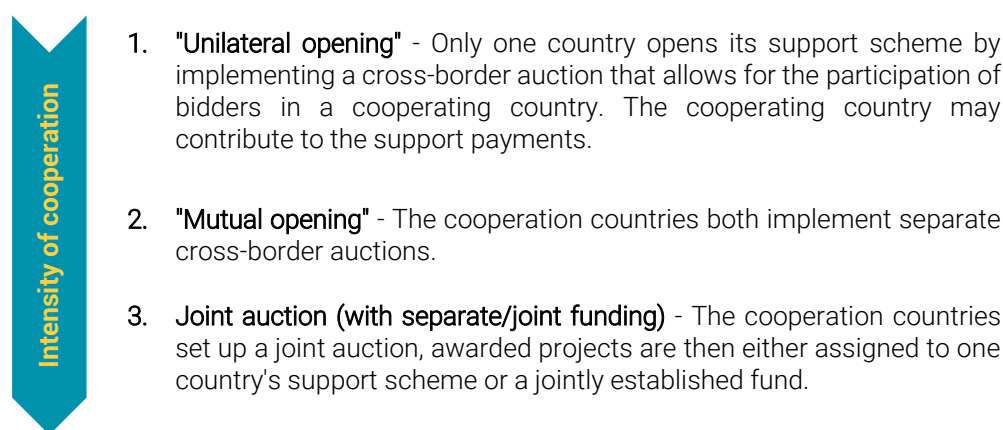 Intensity of cooperation
1. "Unilateral opening" - Only one country opens its support scheme by
implementing a cross-border auction that allows for the participation of
bidders in a cooperating country. The cooperating country may
contribute to the support payments.
2. "Mutual opening" - The cooperation countries both implement separate
cross-border auctions.
3. Joint auction (with separate/joint funding) - The cooperation countries
set up a joint auction, awarded projects are then either assigned to one
country's support scheme or a jointly established fund.